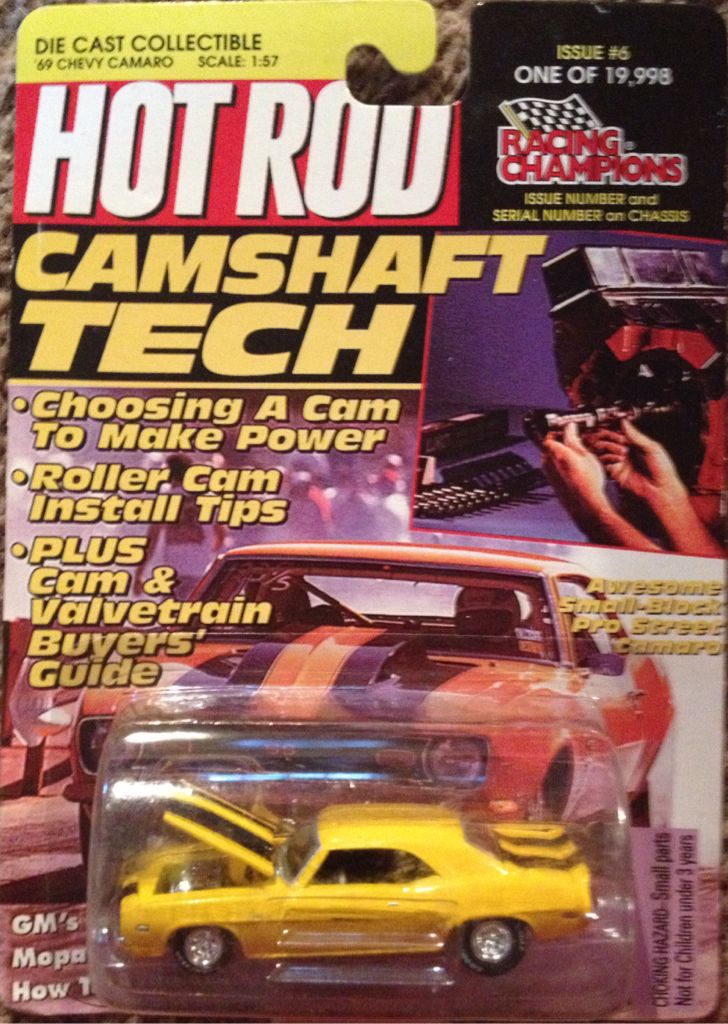 DIE CAST COLLECTIBLE
'69 CHEVY CAMARO SCALE: 1:57
ISSUE #6
ONE OF 19,998
HOT ROD
RACING
CHAMPIONS
ISSUE NUMBER and
SERIAL NUMBER on CHASSIS
CAMSHAFT
TECH
•Choosing A Cam
To Make Power
•Roller Cam
Install Tips
•PLUS
Cam &
Valvetrain
Buyers'
Guide
Awesome
Small-Block
Pro Street
Camaro
GM's
Mopa
How T
CHOKING HAZARD- Small parts
Not for Children under 3 years